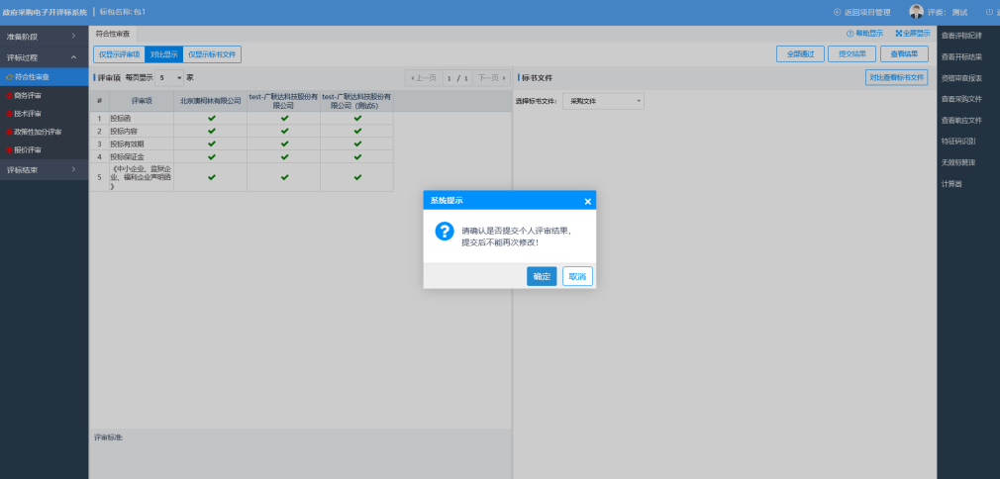 政府采购电子开评标系统 标包名称: 包1
返回项目管理 评委: 测试
准备阶段
评标过程
符合性审查
商务评审
技术评审
政策性加分评审
报价评审
评标结束
符合性审查
帮助显示 全屏显示
仅显示评审项 对比显示 仅显示标书文件
全部通过 提交结果 查看结果
评审项 每页显示 5 家
上一页 1 / 1 下一页
标书文件
对比查看标书文件
选择标书文件: 采购文件
# 评审项 北京澳柯林有限公司 test-广联达科技股份有限公司 test-广联达科技股份有限公司 (测试6)
1 投标函
2 投标内容
3 投标有效期
4 投标保证金
5 《中小企业、监狱企业、福利企业声明函》
评审标准:
系统提示
请确认是否提交个人评审结果,
提交后不能再次修改!
确定 取消
查看评标纪律
查看开标结果
资格审查报表
查看采购文件
查看响应文件
特征码识别
无效标管理
计算器